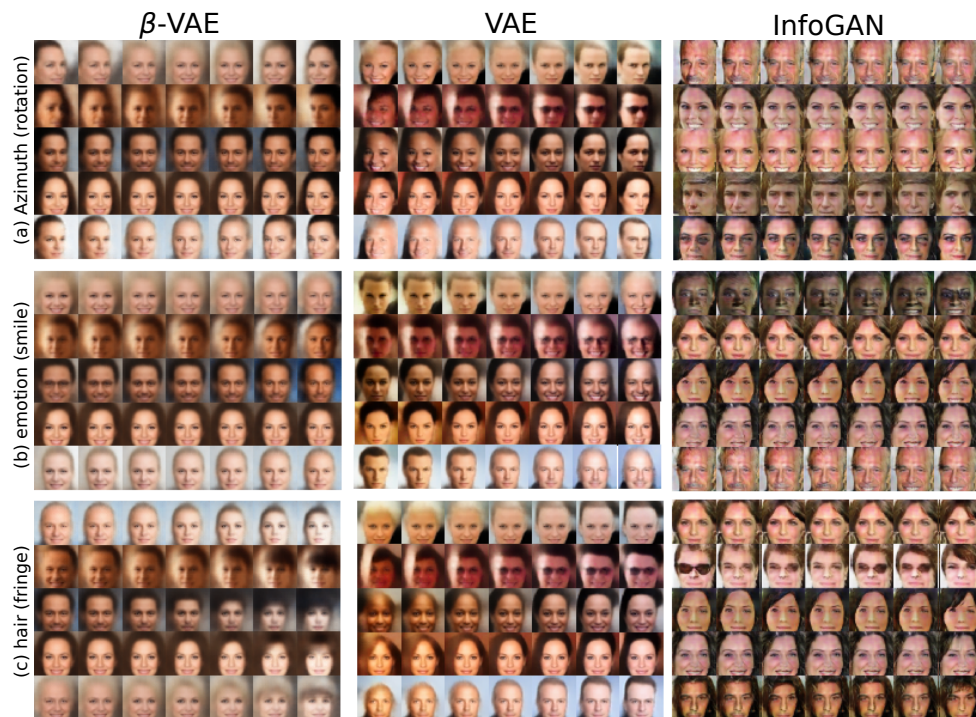 β-VAE
VAE
InfoGAN
(a) Azimuth (rotation)
(b) emotion (smile)
(c) hair (fringe)